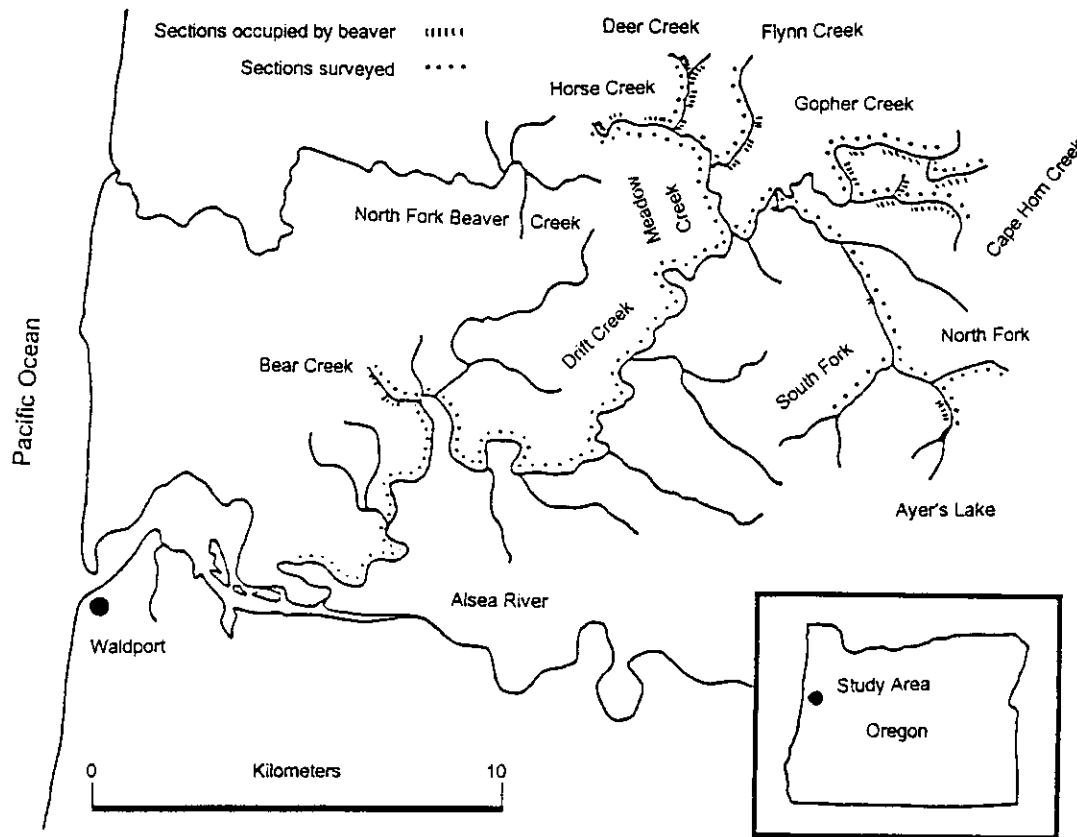 Sections occupied by beaver
Sections surveyed
Deer Creek
Flynn Creek
Horse Creek
Gopher Creek
Cape Horn Creek
North Fork Beaver Creek
Meadow Creek
Drift Creek
Bear Creek
North Fork
South Fork
Ayer's Lake
Pacific Ocean
Alsea River
Waldport
Study Area
Oregon
0 Kilometers 10